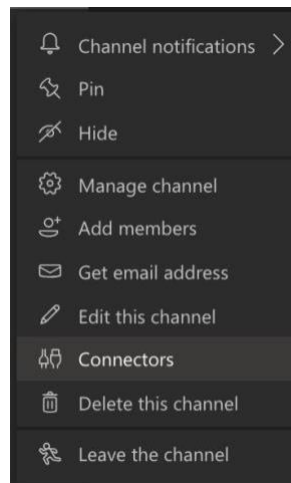 Channel notifications
Pin
Hide
Manage channel
Add members
Get email address
Edit this channel
Connectors
Delete this channel
Leave the channel